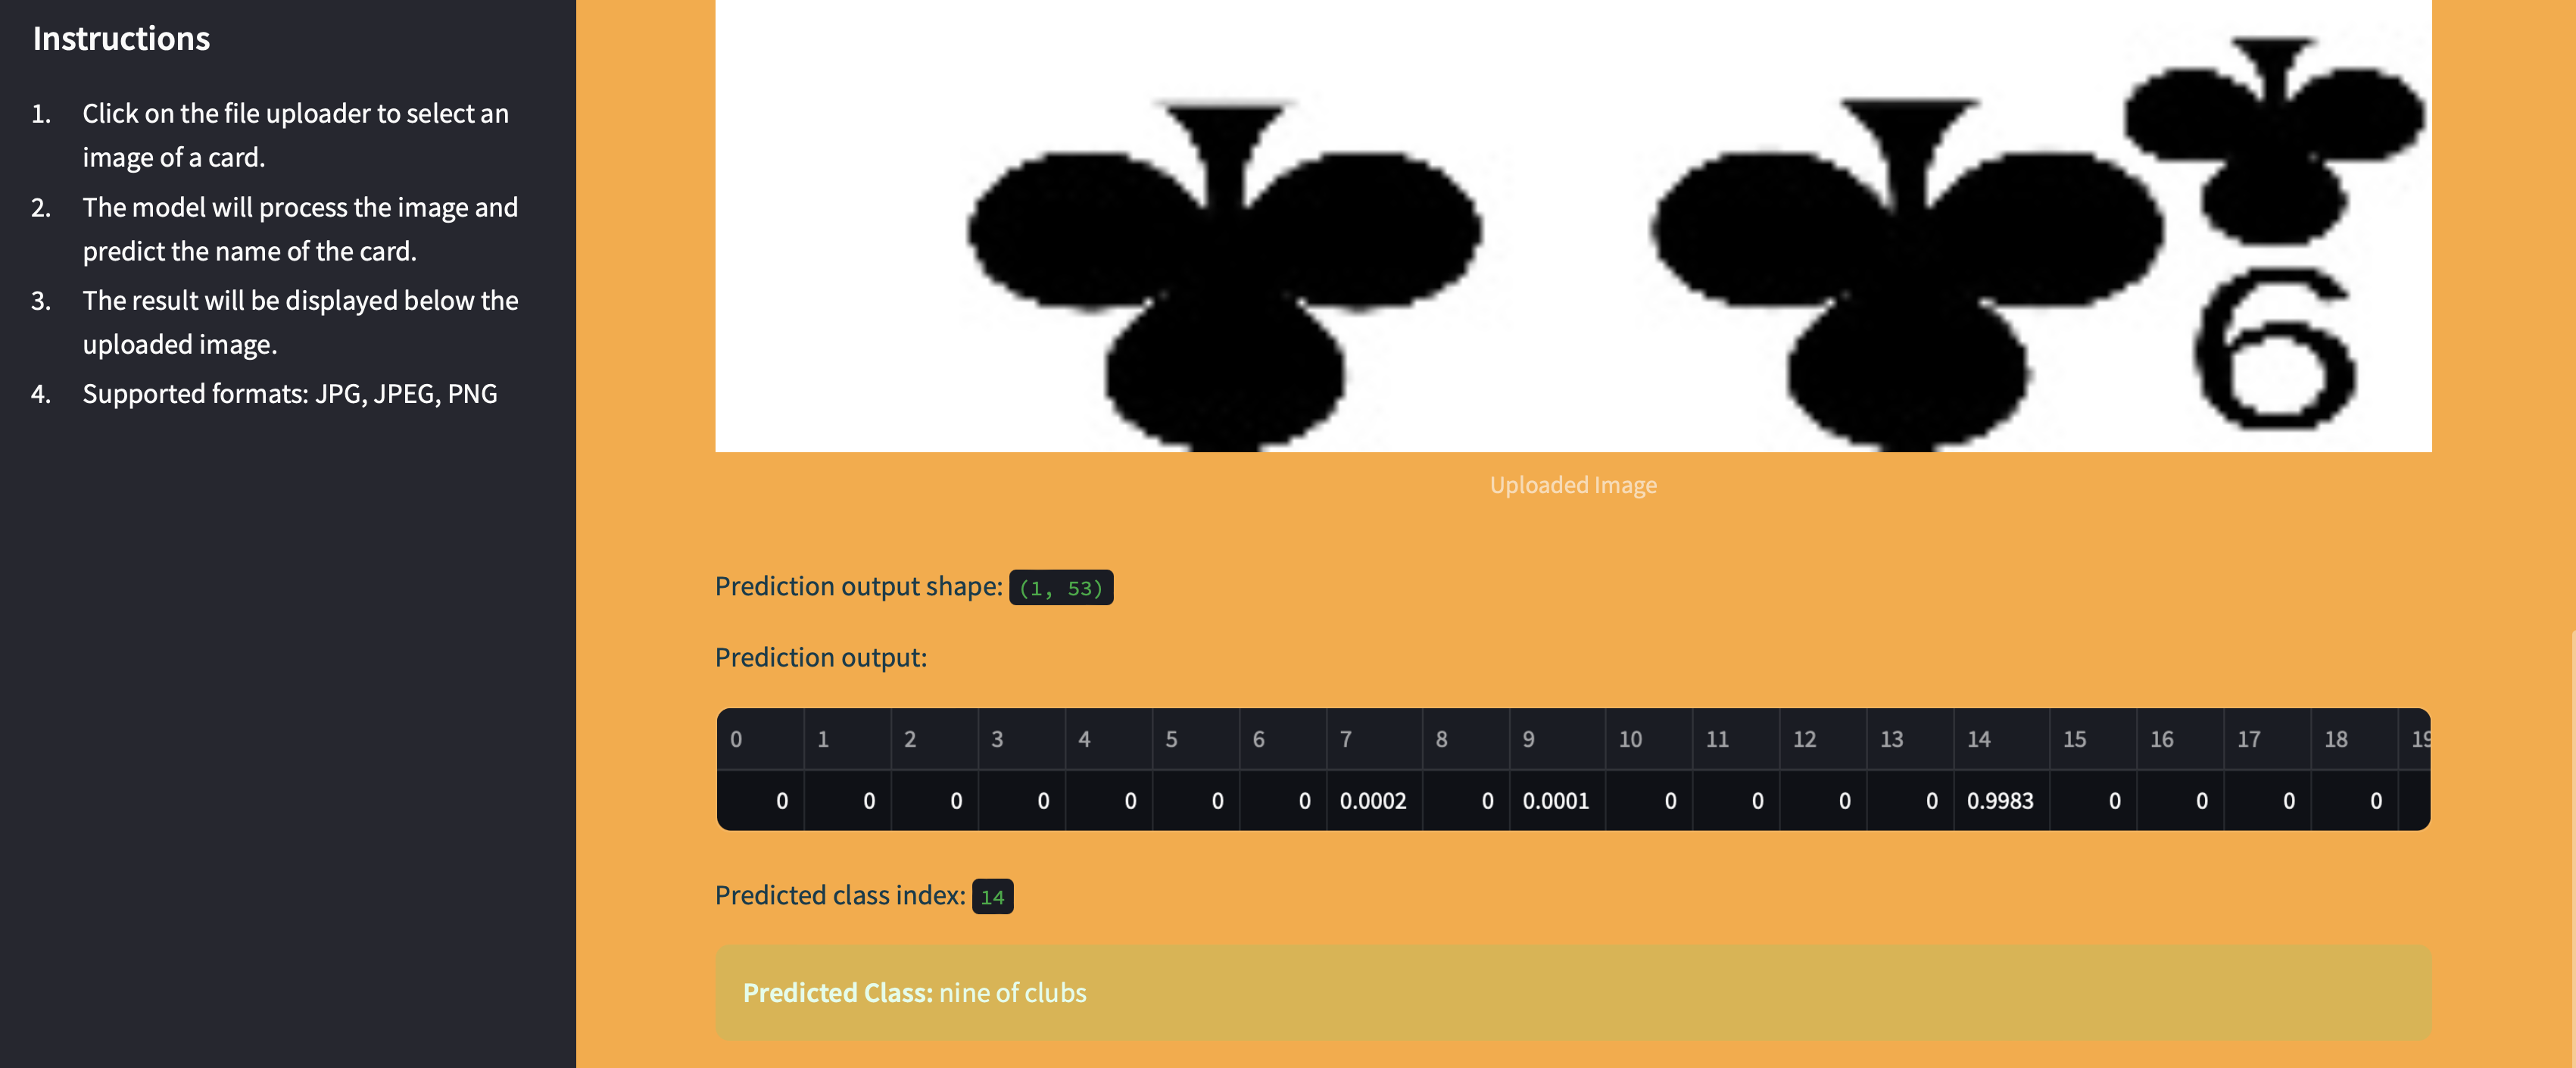 Instructions
1. Click on the file uploader to select an
image of a card.
2. The model will process the image and
predict the name of the card.
3. The result will be displayed below the
uploaded image.
4. Supported formats: JPG, JPEG, PNG
6
Uploaded Image
Prediction output shape: (1, 53)
Prediction output:
0 1 2 3 4 5 6 7 8 9 10 11 12 13 14 15 16 17 18 19
0 0 0 0 0 0 0 0.0002 0 0.0001 0 0 0 0 0.9983 0 0 0 0
Predicted class index: 14
Predicted Class: nine of clubs